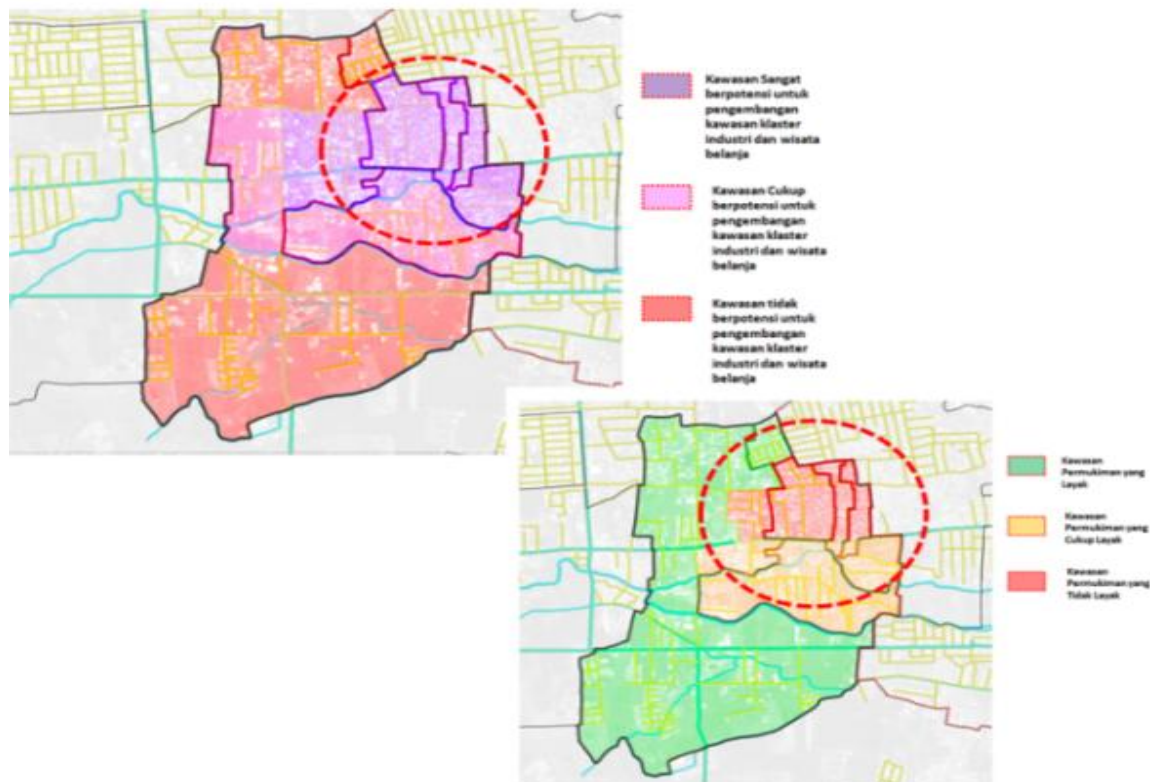 Kawasan Sangat
berpotensi untuk
pengembangan
kawasan klaster
industri dan wisata
belanja
Kawasan Cukup
berpotensi untuk
pengembangan
kawasan klaster
industri dan wisata
belanja
Kawasan tidak
berpotensi untuk
pengembangan
kawasan klaster
industri dan wisata
belanja
Kawasan
Permukiman yang
Layak
Kawasan
Permukiman yang
Cukup Layak
Kawasan
Permukiman yang
Tidak Layak